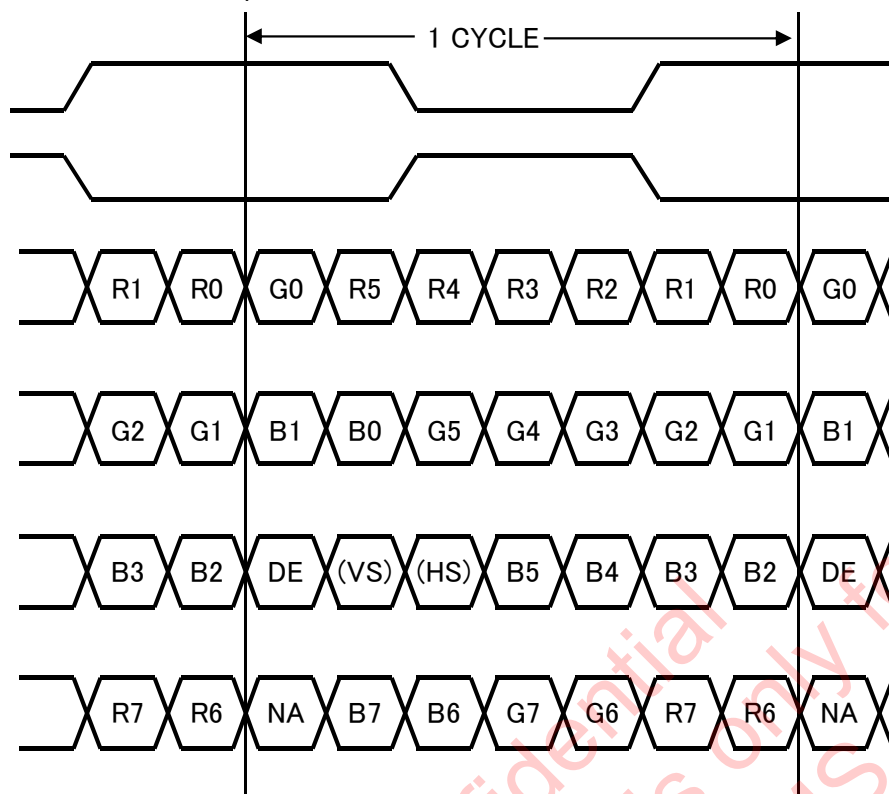 1 CYCLE
R1 R0 G0 R5 R4 R3 R2 R1 R0 G0
G2 G1 B1 B0 G5 G4 G3 G2 G1 B1
B3 B2 DE (VS) (HS) B5 B4 B3 B2 DE
R7 R6 NA B7 B6 G7 G6 R7 R6 NA
is only